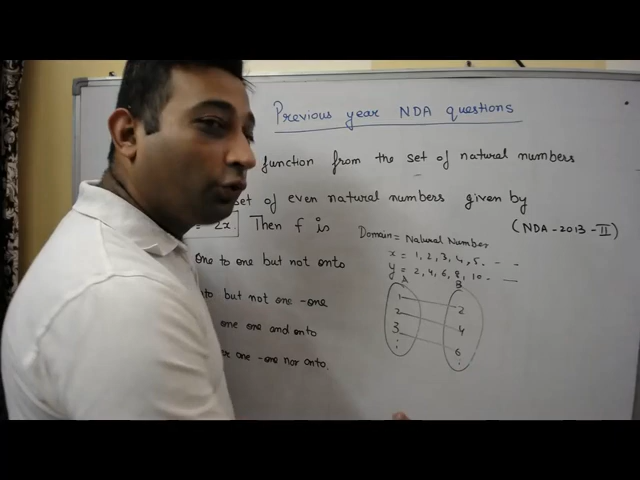 Previous year NDA questions
function from the set of natural numbers
set of even natural numbers given by
= 2x. Then f is
(NDA-2013-II)
Domain = Natural Number
x = 1, 2, 3, 4, 5. - -
y = 2, 4, 6, 8, 10. - —
A B
1 2
2 4
3 6
: :
one to one but not onto
but not one-one
one one and onto
one-one nor onto.